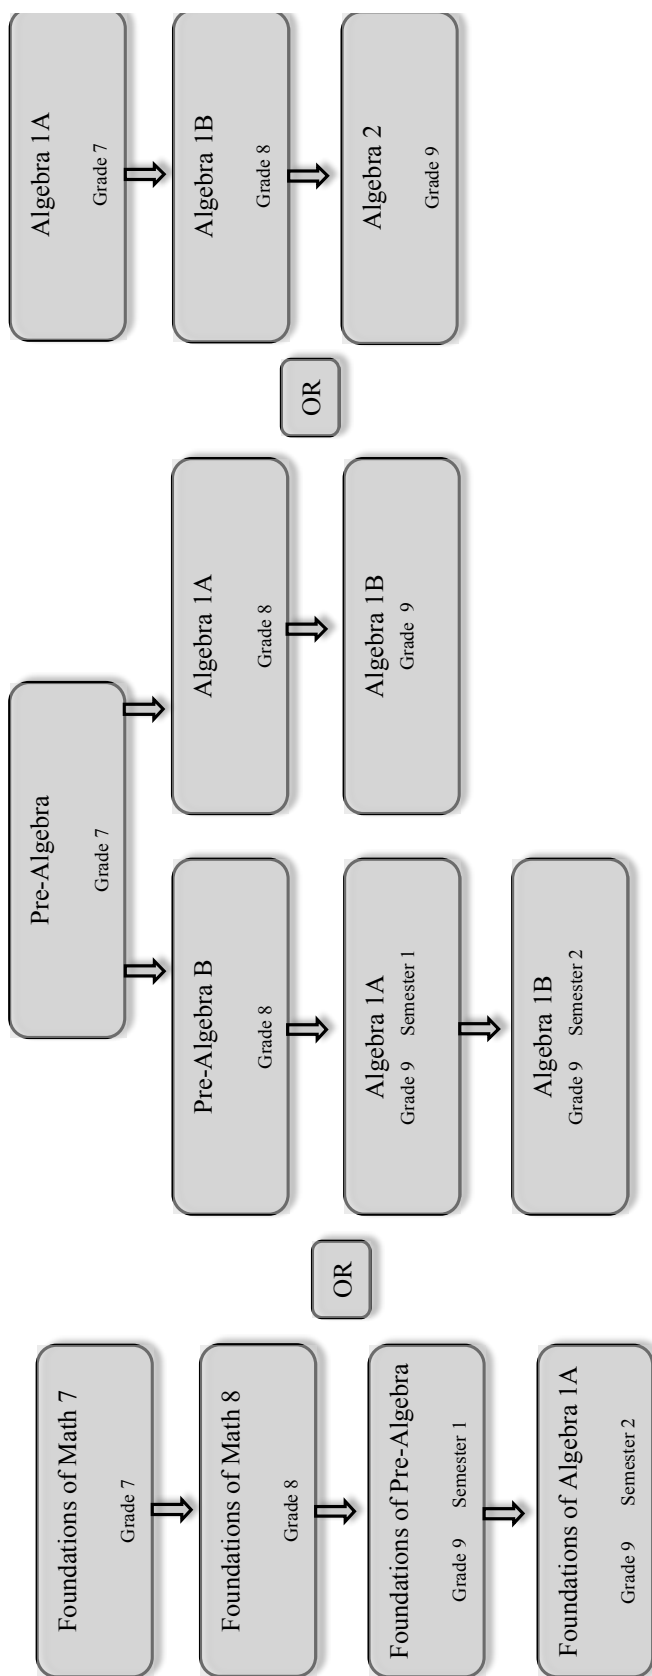 Foundations of Math 7
Grade 7
Foundations of Math 8
Grade 8
Foundations of Pre-Algebra
Grade 9 Semester 1
Foundations of Algebra 1A
Grade 9 Semester 2
OR
Pre-Algebra
Grade 7
Pre-Algebra B
Grade 8
Algebra 1A
Grade 9 Semester 1
Algebra 1B
Grade 9 Semester 2
Algebra 1A
Grade 8
Algebra 1B
Grade 9
OR
Algebra 1A
Grade 7
Algebra 1B
Grade 8
Algebra 2
Grade 9